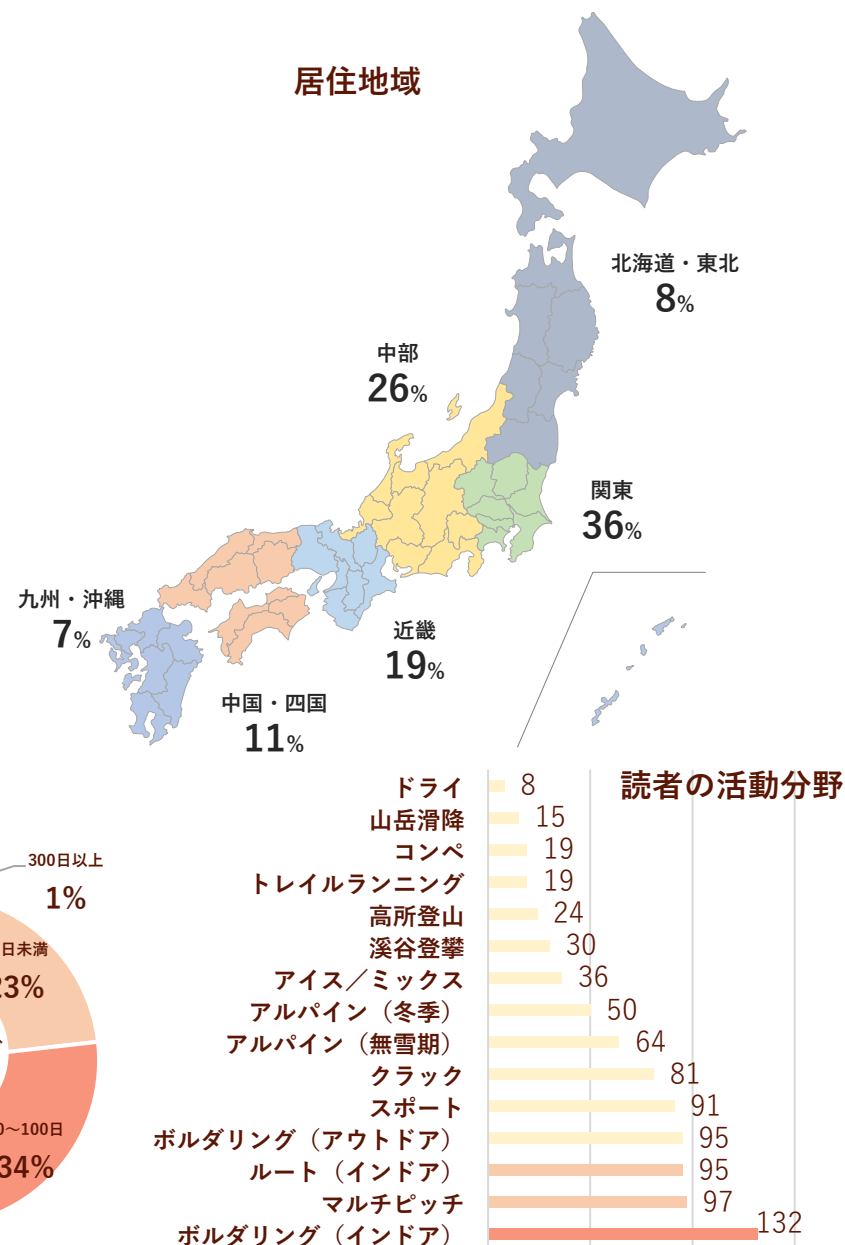 居住地域
北海道・東北
8%
中部
26%
関東
36%
九州・沖縄
7%
近畿
19%
中国・四国
11%
読者の活動分野
ドライ 8
山岳滑降 15
コンペ 19
トレイルランニング 19
高所登山 24
渓谷登攀 30
アイス／ミックス 36
アルパイン（冬季） 50
アルパイン（無雪期） 64
クラック 81
スポート 91
ボルダリング（アウトドア） 95
ルート（インドア） 95
マルチピッチ 97
ボルダリング（インドア） 132
300日以上
1%
日未満
23%
0～100日
34%